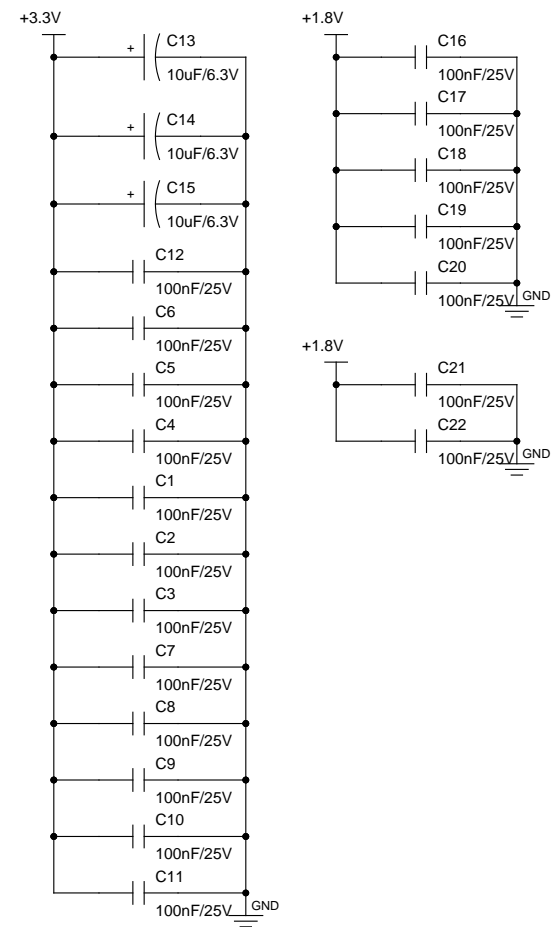 +3.3V
+ C13
10uF/6.3V
+ C14
10uF/6.3V
+ C15
10uF/6.3V
C12
100nF/25V
C6
100nF/25V
C5
100nF/25V
C4
100nF/25V
C1
100nF/25V
C2
100nF/25V
C3
100nF/25V
C7
100nF/25V
C8
100nF/25V
C9
100nF/25V
C10
100nF/25V
C11
100nF/25V
GND
+1.8V
C16
100nF/25V
C17
100nF/25V
C18
100nF/25V
C19
100nF/25V
C20
100nF/25V
GND
+1.8V
C21
100nF/25V
C22
100nF/25V
GND